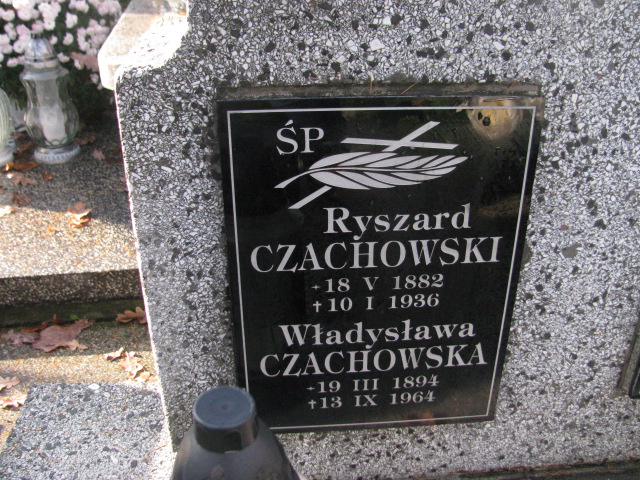 ŚP
Ryszard
CZACHOWSKI
*18 V 1882
†10 I 1936
Władysława
CZACHOWSKA
*19 III 1894
†13 IX 1964